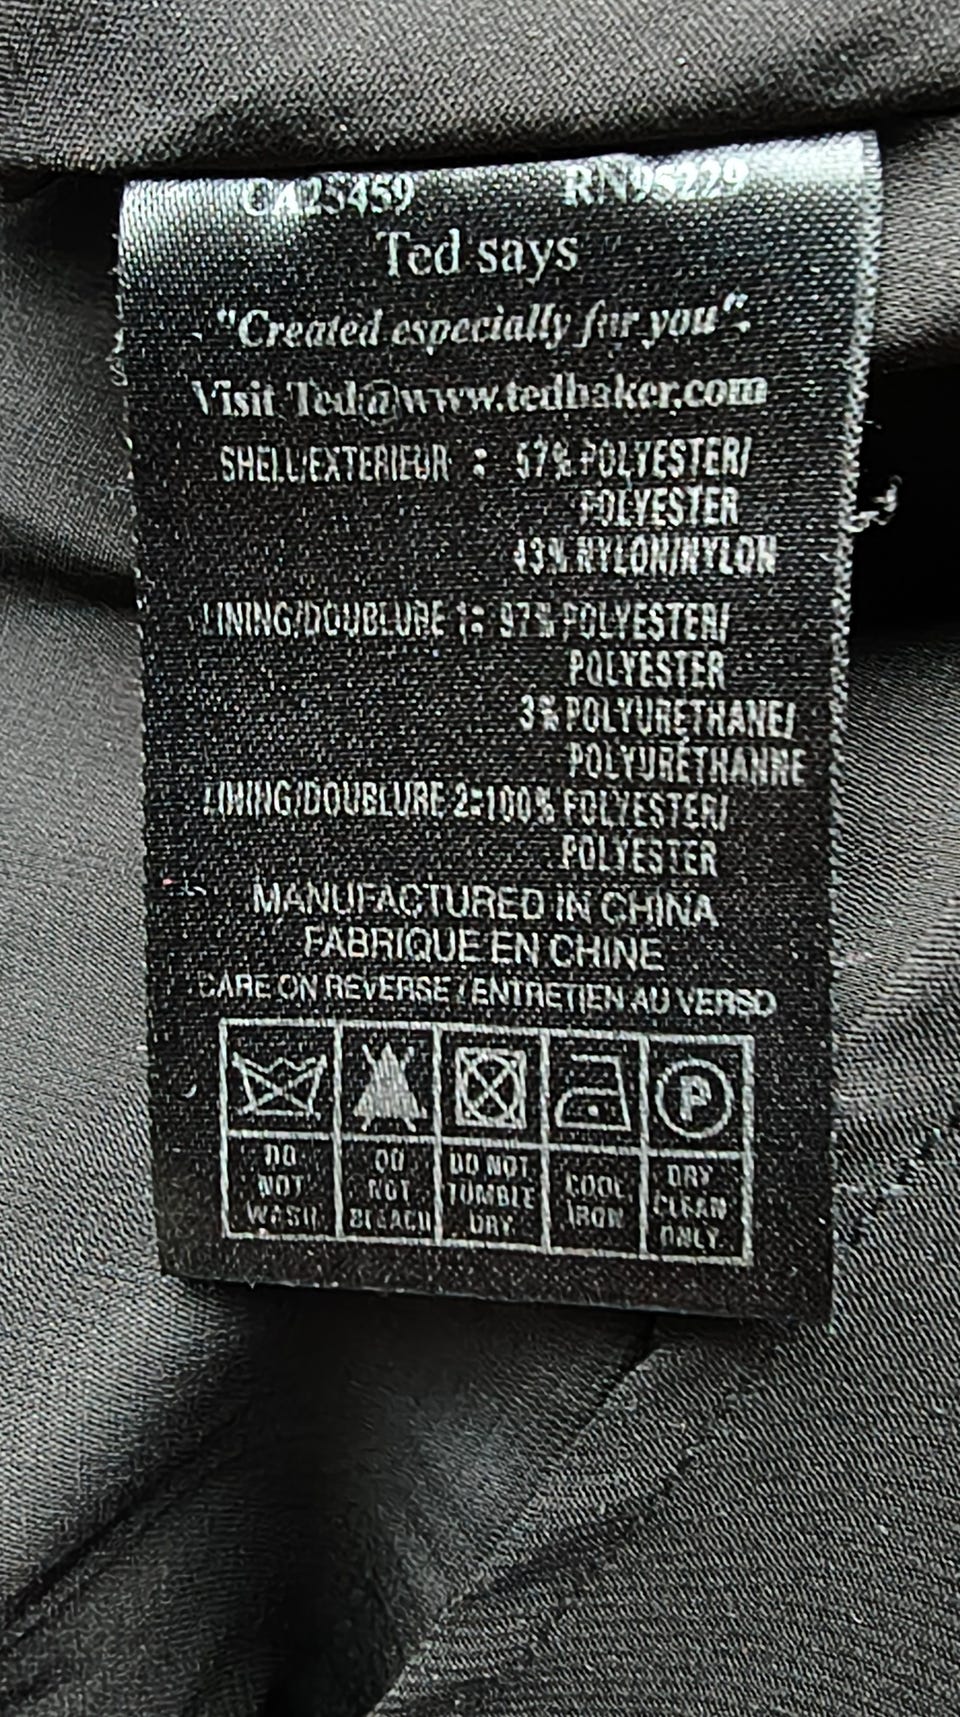 CA25459 RN95229
Ted says
"Created especially for you".
Visit Ted@www.tedbaker.com
SHELL/EXTERIEUR : 57% POLYESTER/
POLYESTER
43% NYLON/NYLON
LINING/DOUBLURE 1: 97% POLYESTER/
POLYESTER
3% POLYURETHANE/
POLYURÉTHANNE
LINING/DOUBLURE 2:100% POLYESTER/
POLYESTER
MANUFACTURED IN CHINA
FABRIQUE EN CHINE
CARE ON REVERSE / ENTRETIEN AU VERSO
P
DO NOT WASH
DO NOT BLEACH
DO NOT TUMBLE DRY.
COOL IRON
DRY CLEAN ONLY.